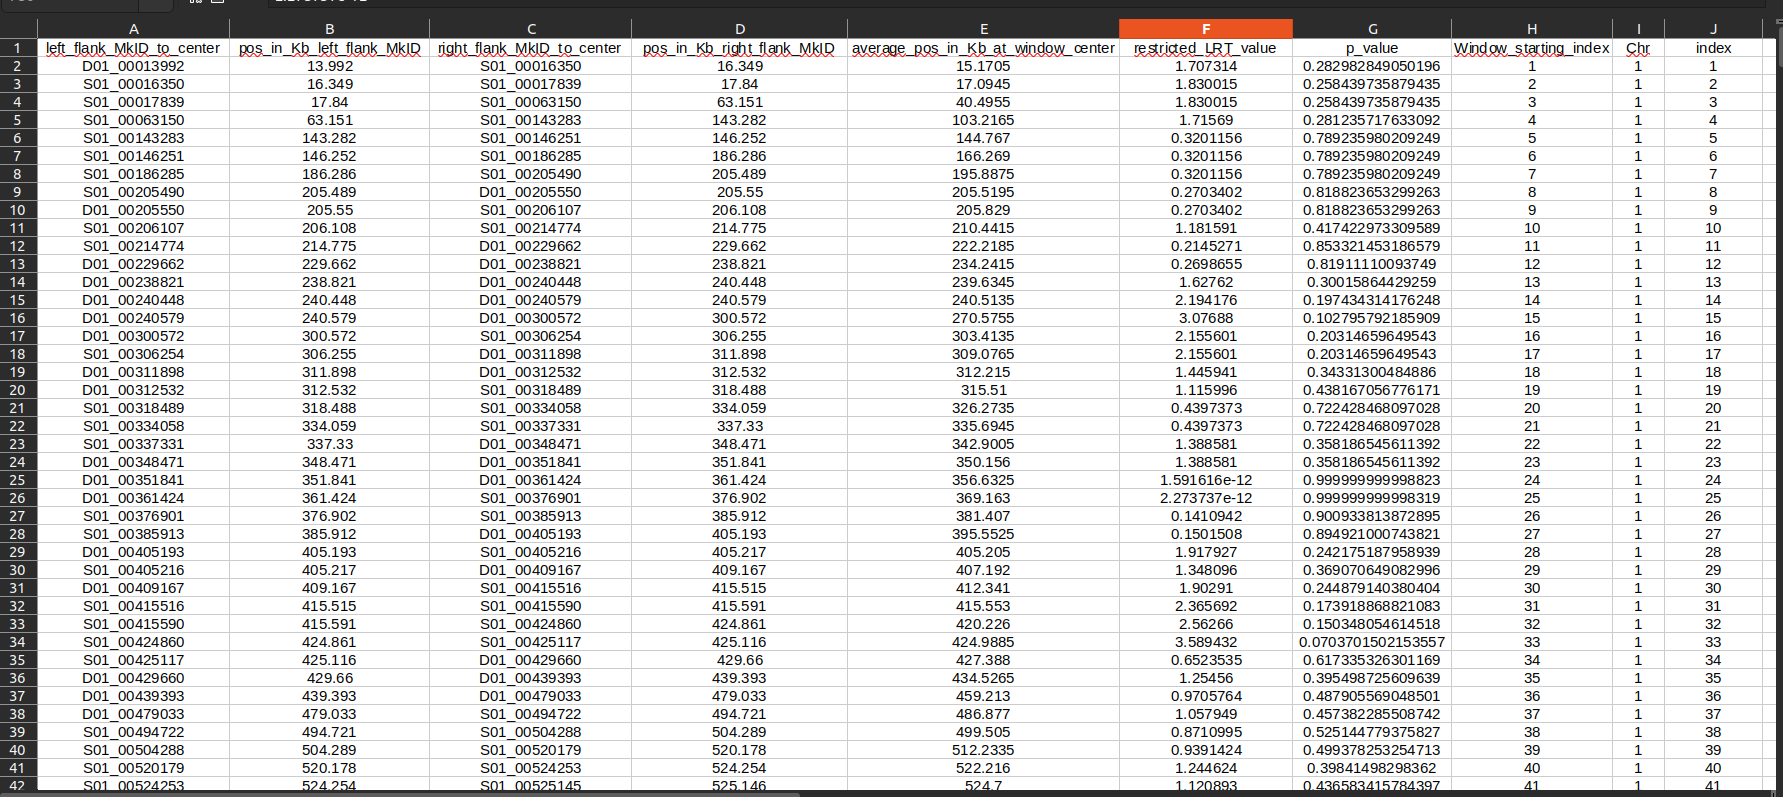 A B C D E F G H I J
1 left_flank_MkID_to_center pos_in_Kb_left_flank_MkID right_flank_MkID_to_center pos_in_Kb_right_flank_MkID average_pos_in_Kb_at_window_center restricted_LRT_value p_value Window_starting_index Chr index
2 D01_00013992 13.992 S01_00016350 16.349 15.1705 1.707314 0.282982849050196 1 1 1
3 S01_00016350 16.349 S01_00017839 17.84 17.0945 1.830015 0.258439735879435 2 1 2
4 S01_00017839 17.84 S01_00063150 63.151 40.4955 1.830015 0.258439735879435 3 1 3
5 S01_00063150 63.151 S01_00143283 143.282 103.2165 1.71569 0.281235717633092 4 1 4
6 S01_00143283 143.282 S01_00146251 146.252 144.767 0.3201156 0.789235980209249 5 1 5
7 S01_00146251 146.252 S01_00186285 186.286 166.269 0.3201156 0.789235980209249 6 1 6
8 S01_00186285 186.286 S01_00205490 205.489 195.8875 0.3201156 0.789235980209249 7 1 7
9 S01_00205490 205.489 D01_00205550 205.55 205.5195 0.2703402 0.818823653299263 8 1 8
10 D01_00205550 205.55 S01_00206107 206.108 205.829 0.2703402 0.818823653299263 9 1 9
11 S01_00206107 206.108 S01_00214774 214.775 210.4415 1.181591 0.417422973309589 10 1 10
12 S01_00214774 214.775 D01_00229662 229.662 222.2185 0.2145271 0.853321453186579 11 1 11
13 D01_00229662 229.662 D01_00238821 238.821 234.2415 0.2698655 0.81911110093749 12 1 12
14 D01_00238821 238.821 D01_00240448 240.448 239.6345 1.62762 0.30015864429259 13 1 13
15 D01_00240448 240.448 D01_00240579 240.579 240.5135 2.194176 0.197434314176248 14 1 14
16 D01_00240579 240.579 D01_00300572 300.572 270.5755 3.07688 0.102795792185909 15 1 15
17 D01_00300572 300.572 S01_00306254 306.255 303.4135 2.155601 0.20314659649543 16 1 16
18 S01_00306254 306.255 D01_00311898 311.898 309.0765 2.155601 0.20314659649543 17 1 17
19 D01_00311898 311.898 D01_00312532 312.532 312.215 1.445941 0.34331300484886 18 1 18
20 D01_00312532 312.532 S01_00318489 318.488 315.51 1.115996 0.438167056776171 19 1 19
21 S01_00318489 318.488 S01_00334058 334.059 326.2735 0.4397373 0.722428468097028 20 1 20
22 S01_00334058 334.059 S01_00337331 337.33 335.6945 0.4397373 0.722428468097028 21 1 21
23 S01_00337331 337.33 D01_00348471 348.471 342.9005 1.388581 0.358186545611392 22 1 22
24 D01_00348471 348.471 D01_00351841 351.841 350.156 1.388581 0.358186545611392 23 1 23
25 D01_00351841 351.841 D01_00361424 361.424 356.6325 1.591616e-12 0.999999999998823 24 1 24
26 D01_00361424 361.424 S01_00376901 376.902 369.163 2.273737e-12 0.999999999998319 25 1 25
27 S01_00376901 376.902 S01_00385913 385.912 381.407 0.1410942 0.900933813872895 26 1 26
28 S01_00385913 385.912 D01_00405193 405.193 395.5525 0.1501508 0.894921000743821 27 1 27
29 D01_00405193 405.193 S01_00405216 405.217 405.205 1.917927 0.242175187958939 28 1 28
30 S01_00405216 405.217 D01_00409167 409.167 407.192 1.348096 0.369070649082996 29 1 29
31 D01_00409167 409.167 S01_00415516 415.515 412.341 1.90291 0.244879140380404 30 1 30
32 S01_00415516 415.515 S01_00415590 415.591 415.553 2.365692 0.173918868821083 31 1 31
33 S01_00415590 415.591 S01_00424860 424.861 420.226 2.56266 0.150348054614518 32 1 32
34 S01_00424860 424.861 S01_00425117 425.116 424.9885 3.589432 0.0703701502153557 33 1 33
35 S01_00425117 425.116 D01_00429660 429.66 427.388 0.6523535 0.617335326301169 34 1 34
36 D01_00429660 429.66 D01_00439393 439.393 434.5265 1.25456 0.395498725609639 35 1 35
37 D01_00439393 439.393 D01_00479033 479.033 459.213 0.9705764 0.487905569048501 36 1 36
38 D01_00479033 479.033 S01_00494722 494.721 486.877 1.057949 0.457382285508742 37 1 37
39 S01_00494722 494.721 S01_00504288 504.289 499.505 0.8710995 0.525144779375827 38 1 38
40 S01_00504288 504.289 S01_00520179 520.178 512.2335 0.9391424 0.499378253254713 39 1 39
41 S01_00520179 520.178 S01_00524253 524.254 522.216 1.244624 0.39841498298362 40 1 40
42 S01_00524253 524.254 S01_00525145 525.146 524.7 1.120893 0.436583415784397 41 1 41